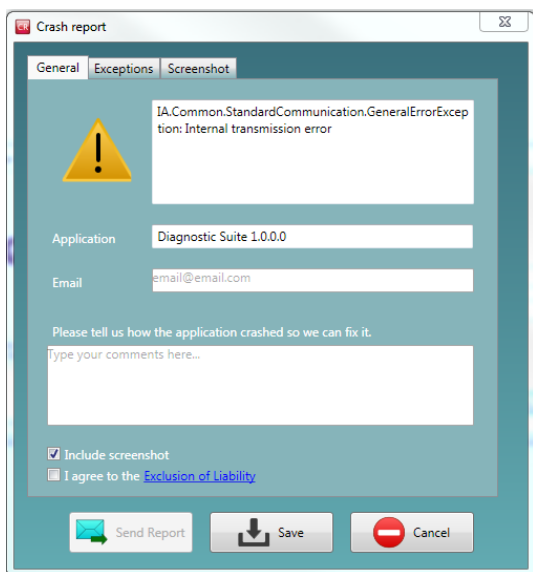 CR Crash report
General Exceptions Screenshot
IA.Common.StandardCommunication.GeneralErrorExcep
tion: Internal transmission error
Application Diagnostic Suite 1.0.0.0
Email email@email.com
Please tell us how the application crashed so we can fix it.
Type your comments here...
Include screenshot
I agree to the Exclusion of Liability
Send Report Save Cancel